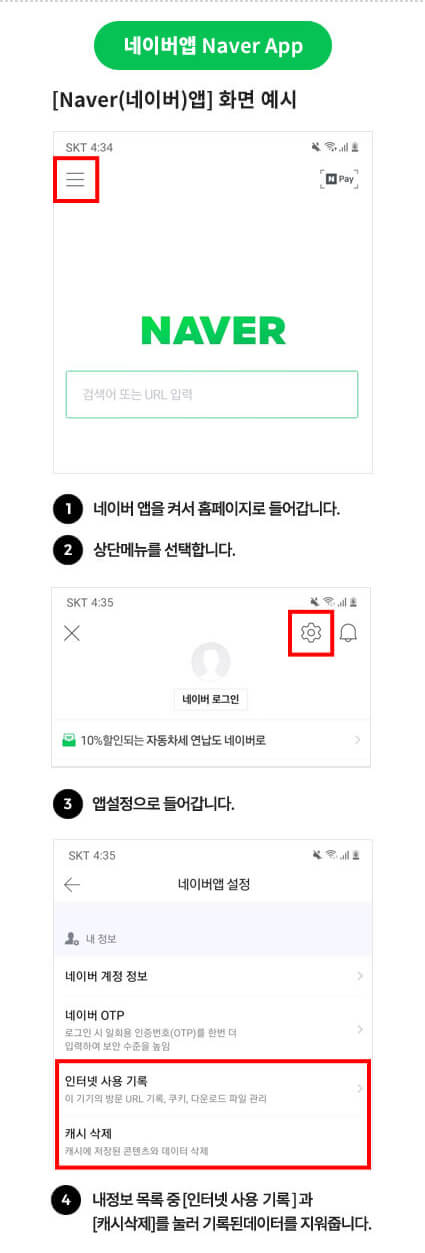 네이버앱 Naver App
[Naver(네이버)앱] 화면 예시
SKT 4:34
N Pay
NAVER
검색어 또는 URL 입력
1 네이버 앱을 켜서 홈페이지로 들어갑니다.
2 상단메뉴를 선택합니다.
SKT 4:35
네이버 로그인
10%할인되는 자동차세 연납도 네이버로
3 앱설정으로 들어갑니다.
SKT 4:35
네이버앱 설정
내 정보
네이버 계정 정보
네이버 OTP
로그인 시 일회용 인증번호(OTP)를 한번 더
입력하여 보안 수준을 높임
인터넷 사용 기록
이 기기의 방문 URL 기록, 쿠키, 다운로드 파일 관리
캐시 삭제
캐시에 저장된 콘텐츠와 데이터 삭제
4 내정보 목록 중 [인터넷 사용 기록] 과
[캐시삭제]를 눌러 기록된데이터를 지워줍니다.